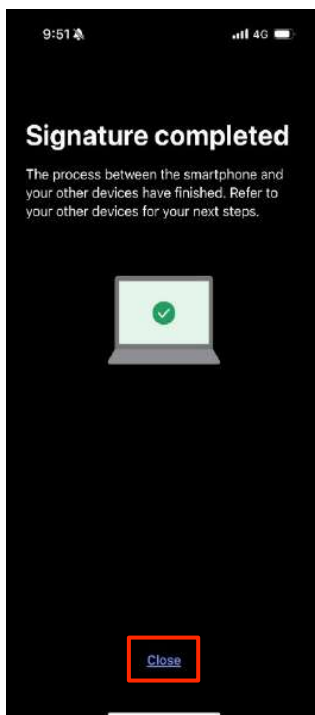 9:51 4G
Signature completed
The process between the smartphone and
your other devices have finished. Refer to
your other devices for your next steps.
Close